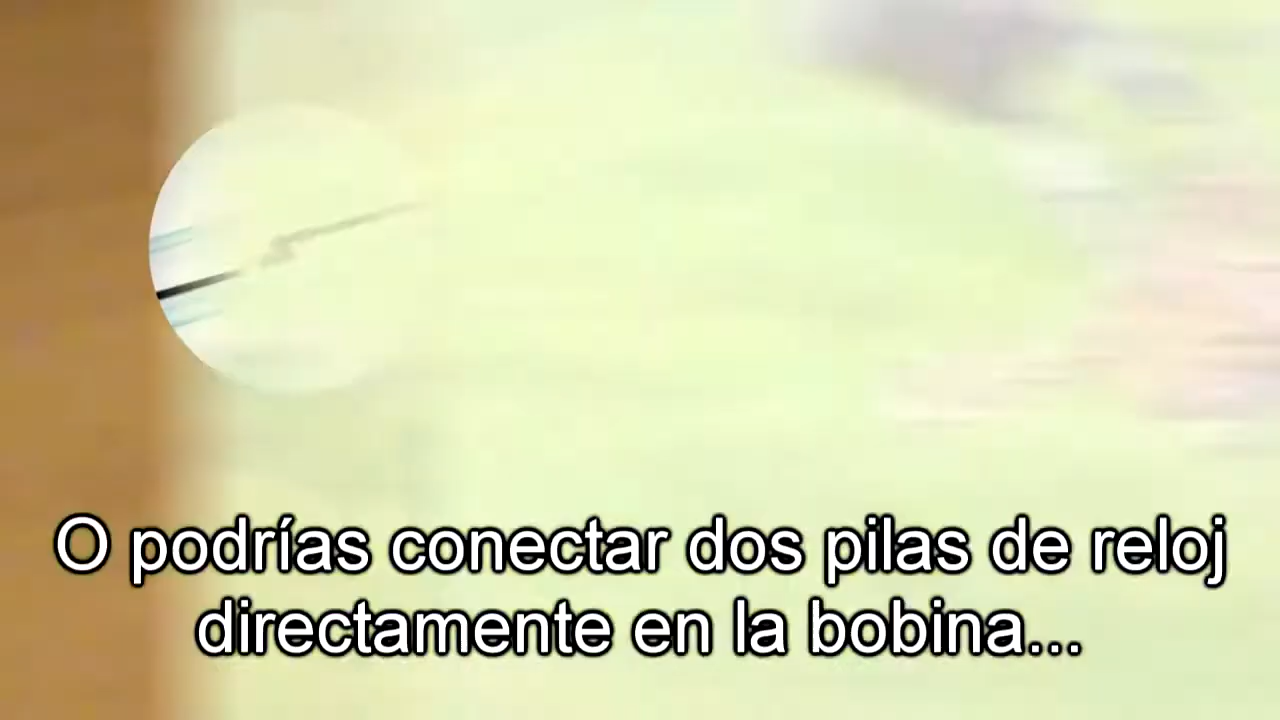 O podrías conectar dos pilas de reloj
directamente en la bobina...